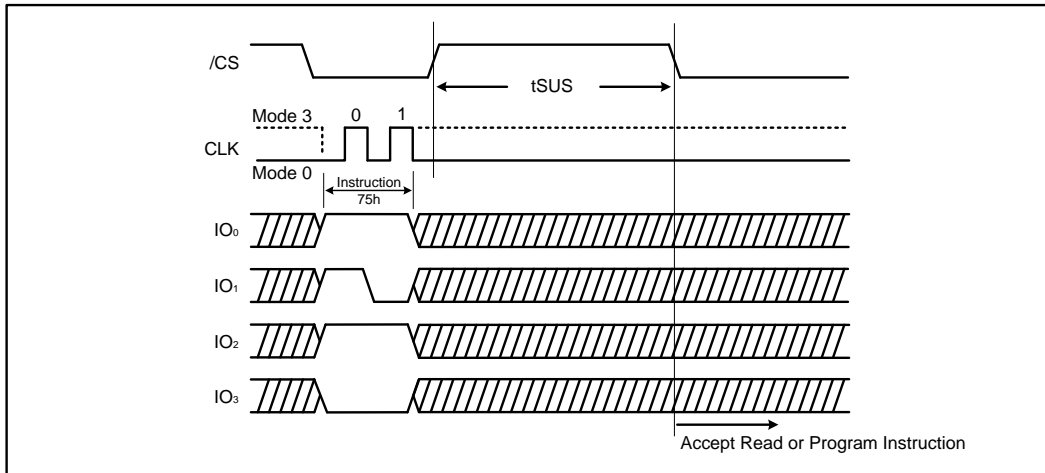 /CS
tSUS
Mode 3 0 1
CLK
Mode 0
Instruction
75h
IO₀
IO₁
IO₂
IO₃
Accept Read or Program Instruction